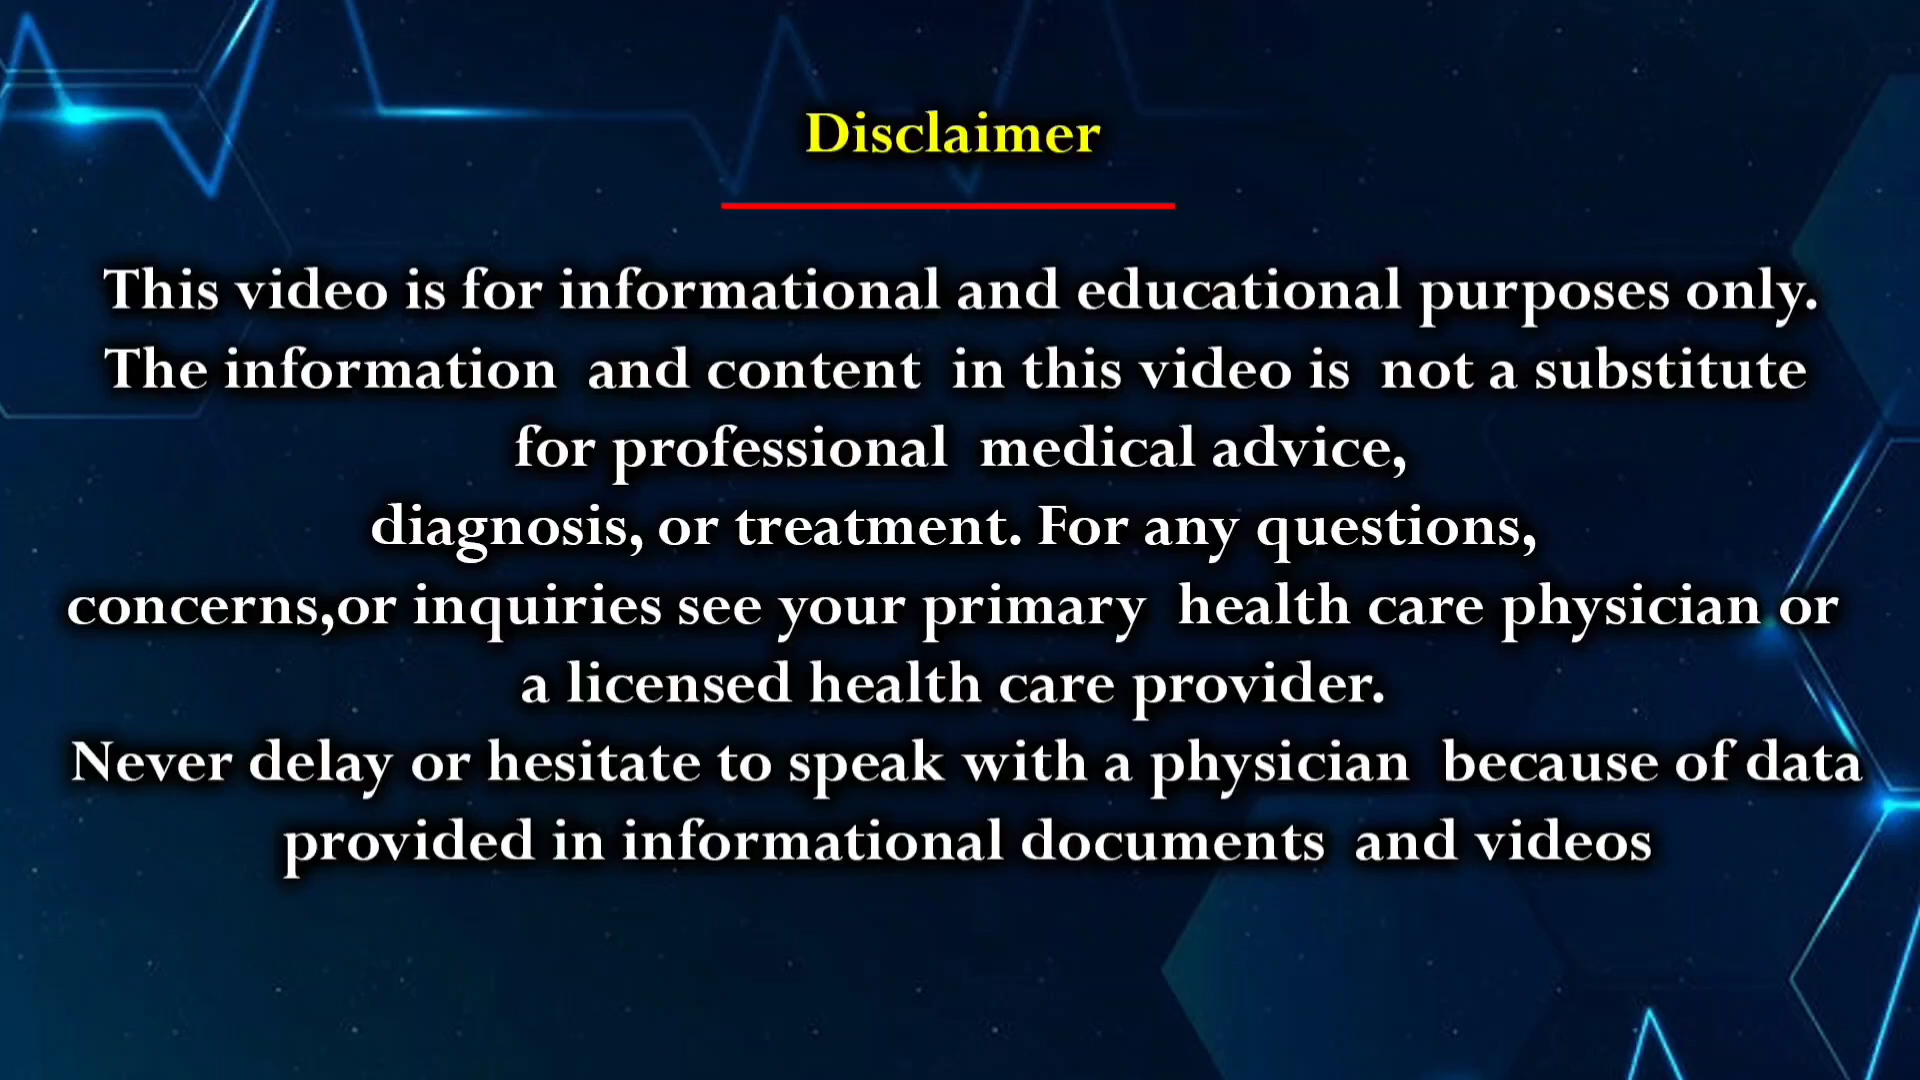 Disclaimer
This video is for informational and educational purposes only.
The information and content in this video is not a substitute
for professional medical advice,
diagnosis, or treatment. For any questions,
concerns,or inquiries see your primary health care physician or
a licensed health care provider.
Never delay or hesitate to speak with a physician because of data
provided in informational documents and videos